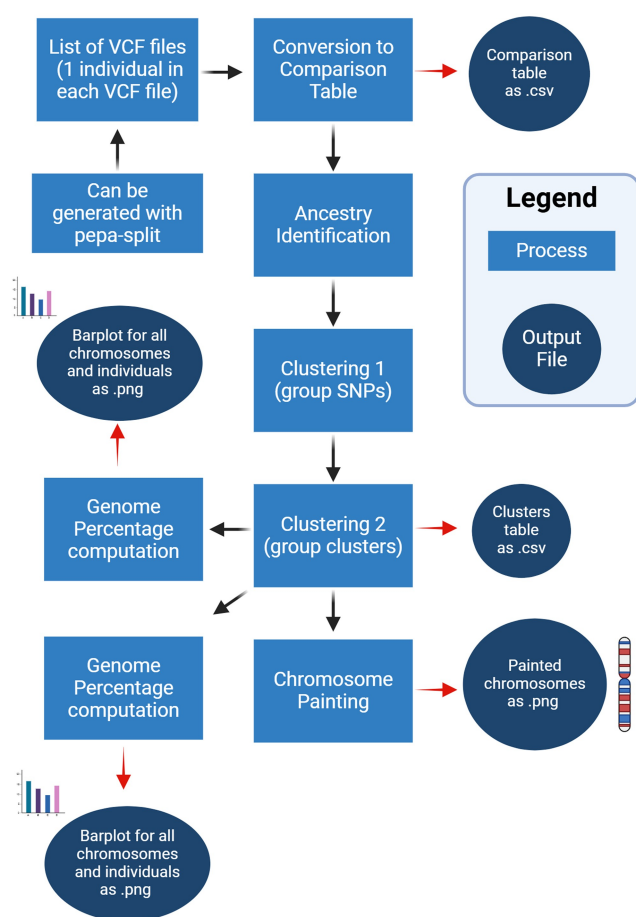 List of VCF files
(1 individual in
each VCF file)
Conversion to
Comparison
Table
Comparison
table
as .csv
Can be
generated with
pepa-split
Ancestry
Identification
Legend
Process
Output
File
Barplot for all
chromosomes
and individuals
as .png
Clustering 1
(group SNPs)
Genome
Percentage
computation
Clustering 2
(group clusters)
Clusters
table
as .csv
Genome
Percentage
computation
Chromosome
Painting
Painted
chromosomes
as .png
Barplot for all
chromosomes
and individuals
as .png